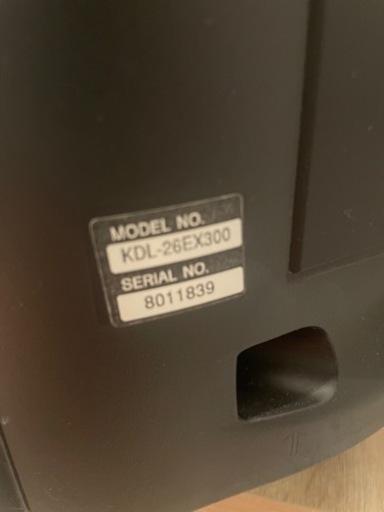 MODEL NO.
KDL-26EX300
SERIAL NO.
8011839